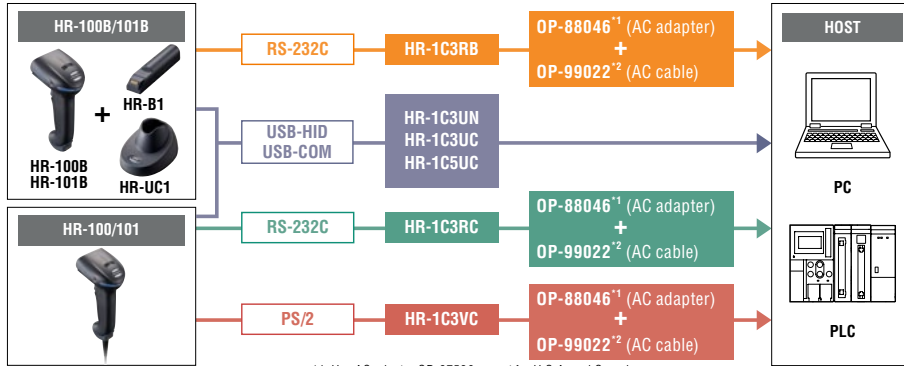 HR-100B/101B
+
HR-B1
HR-100B
HR-101B
HR-UC1
RS-232C
HR-1C3RB
OP-88046*1 (AC adapter)
+
OP-99022*2 (AC cable)
USB-HID
USB-COM
HR-1C3UN
HR-1C3UC
HR-1C5UC
HR-100/101
RS-232C
HR-1C3RC
OP-88046*1 (AC adapter)
+
OP-99022*2 (AC cable)
PS/2
HR-1C3VC
OP-88046*1 (AC adapter)
+
OP-99022*2 (AC cable)
HOST
PC
PLC